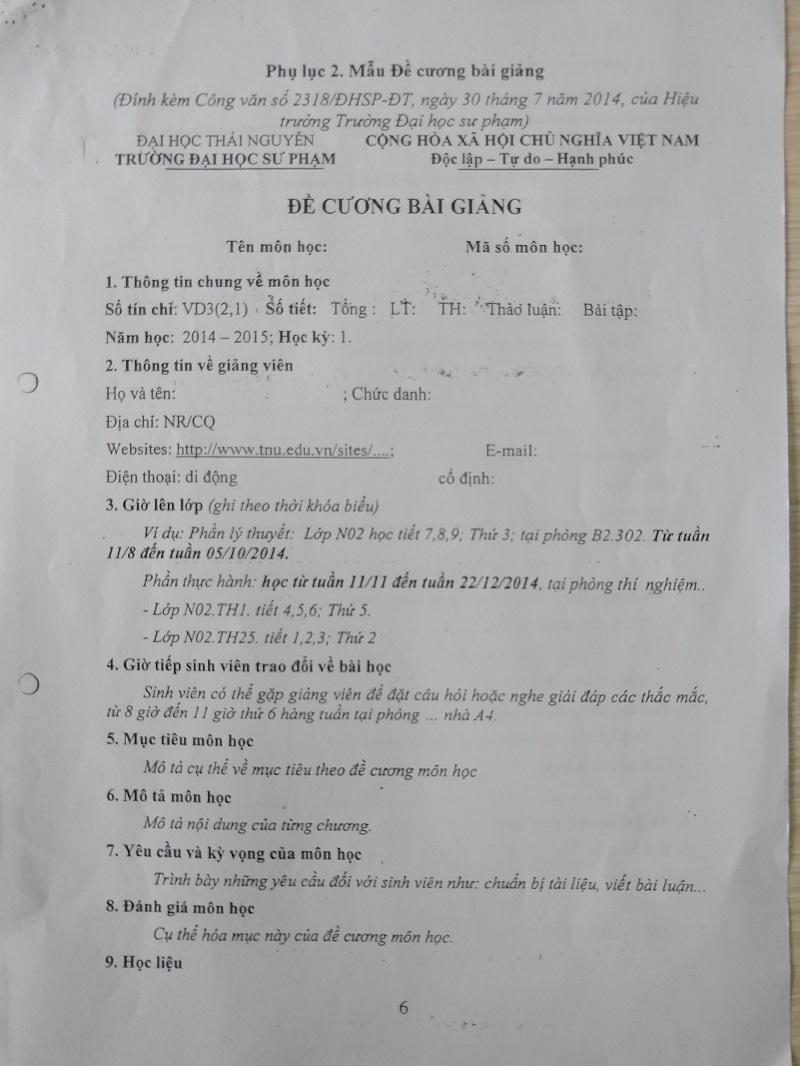 Phụ lục 2. Mẫu Đề cương bài giảng
(Đính kèm Công văn số 2318/ĐHSP-ĐT, ngày 30 tháng 7 năm 2014, của Hiệu
trưởng Trường Đại học sư phạm)
ĐẠI HỌC THÁI NGUYÊN CỘNG HÒA XÃ HỘI CHỦ NGHĨA VIỆT NAM
TRƯỜNG ĐẠI HỌC SƯ PHẠM Độc lập – Tự do – Hạnh phúc
ĐỀ CƯƠNG BÀI GIẢNG
Tên môn học: Mã số môn học:
1. Thông tin chung về môn học
Số tín chỉ: VD3(2,1) Số tiết: Tổng : LT: TH: Thảo luận: Bài tập:
Năm học: 2014 – 2015; Học kỳ: 1.
2. Thông tin về giảng viên
Họ và tên: ; Chức danh:
Địa chỉ: NR/CQ
Websites: http://www.tnu.edu.vn/sites/....; E-mail:
Điện thoại: di động cố định:
3. Giờ lên lớp (ghi theo thời khóa biểu)
Ví dụ: Phần lý thuyết: Lớp N02 học tiết 7,8,9; Thứ 3; tại phòng B2.302. Từ tuần
11/8 đến tuần 05/10/2014.
Phần thực hành: học từ tuần 11/11 đến tuần 22/12/2014, tại phòng thí nghiệm..
- Lớp N02.TH1. tiết 4,5,6; Thứ 5.
- Lớp N02.TH25. tiết 1,2,3; Thứ 2
4. Giờ tiếp sinh viên trao đổi về bài học
Sinh viên có thể gặp giảng viên để đặt câu hỏi hoặc nghe giải đáp các thắc mắc,
từ 8 giờ đến 11 giờ thứ 6 hàng tuần tại phòng ... nhà A4.
5. Mục tiêu môn học
Mô tả cụ thể về mục tiêu theo đề cương môn học
6. Mô tả môn học
Mô tả nội dung của từng chương.
7. Yêu cầu và kỳ vọng của môn học
Trình bày những yêu cầu đối với sinh viên như: chuẩn bị tài liệu, viết bài luận...
8. Đánh giá môn học
Cụ thể hóa mục này của đề cương môn học.
9. Học liệu
6